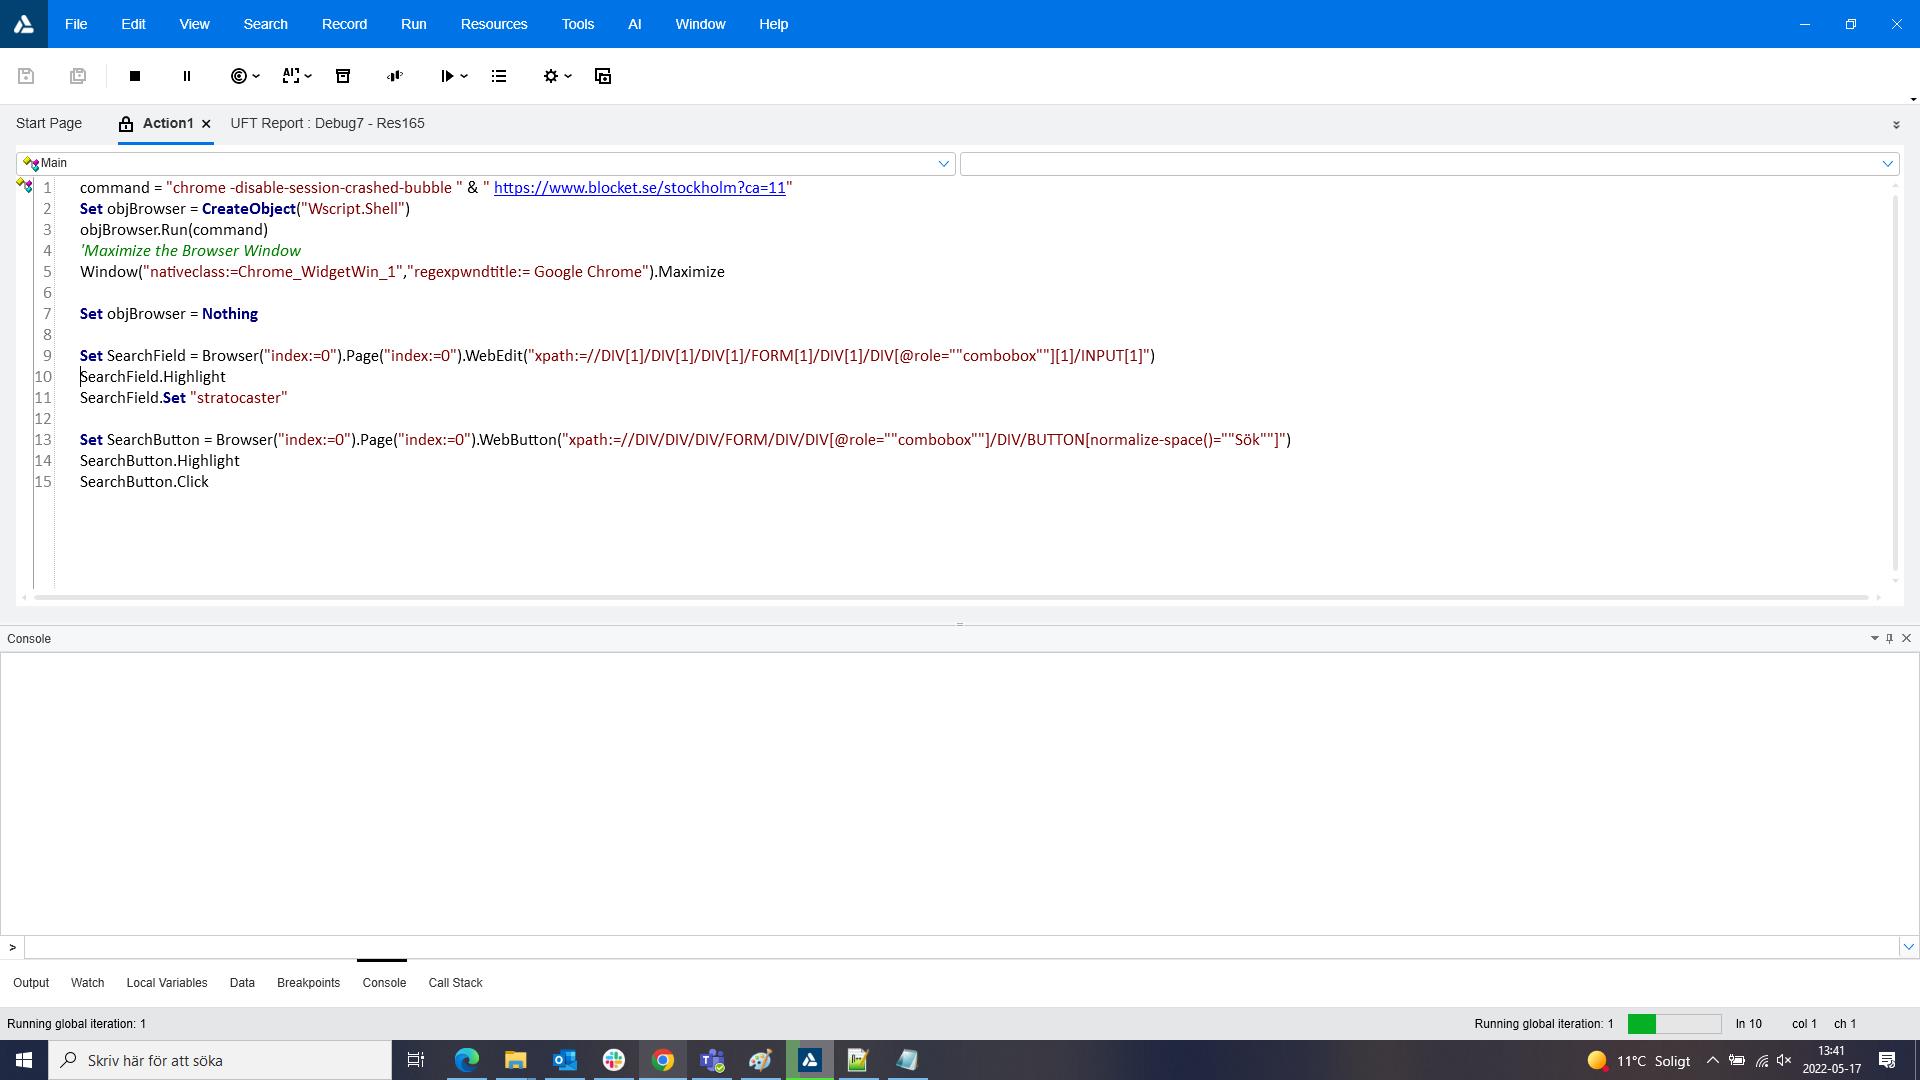 File Edit View Search Record Run Resources Tools AI Window Help
Start Page Action1 UFT Report : Debug7 - Res165
Main
1 command = "chrome -disable-session-crashed-bubble " & " https://www.blocket.se/stockholm?ca=11"
2 Set objBrowser = CreateObject("Wscript.Shell")
3 objBrowser.Run(command)
4 'Maximize the Browser Window
5 Window("nativeclass:=Chrome_WidgetWin_1","regexpwndtitle:= Google Chrome").Maximize
6
7 Set objBrowser = Nothing
8
9 Set SearchField = Browser("index:=0").Page("index:=0").WebEdit("xpath:=//DIV[1]/DIV[1]/DIV[1]/FORM[1]/DIV[1]/DIV[@role=""combobox""][1]/INPUT[1]")
10 SearchField.Highlight
11 SearchField.Set "stratocaster"
12
13 Set SearchButton = Browser("index:=0").Page("index:=0").WebButton("xpath:=//DIV/DIV/DIV/FORM/DIV/DIV[@role=""combobox""]/DIV/BUTTON[normalize-space()=""Sök""]")
14 SearchButton.Highlight
15 SearchButton.Click
Console
>
Output Watch Local Variables Data Breakpoints Console Call Stack
Running global iteration: 1 Running global iteration: 1 ln 10 col 1 ch 1
Skriv här för att söka 11°C Soligt 13:41
2022-05-17